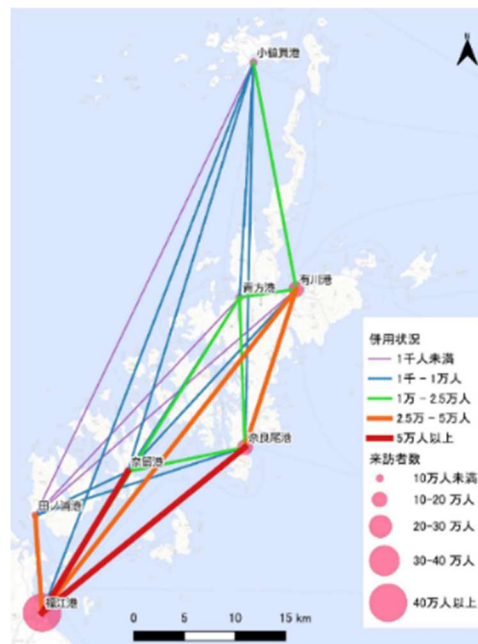 N
小値賀港
有川港
青方港
奈良尾港
奈留港
田ノ浦港
福江港
併用状況
1千人未満
1千 - 1万人
1万 - 2.5万人
2.5万 - 5万人
5万人以上
来訪者数
10万人未満
10-20 万人
20-30 万人
30-40 万人
40万人以上
0 5 10 15 km